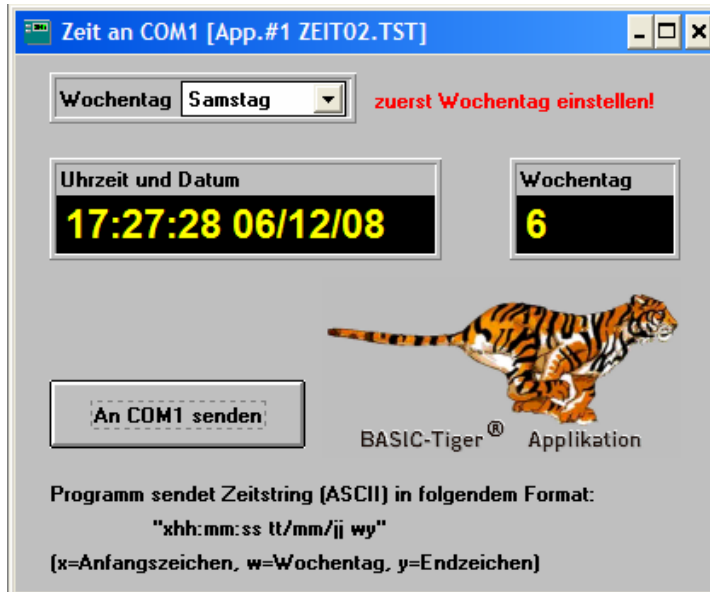 Zeit an COM1 [App.#1 ZEIT02.TST]
Wochentag Samstag zuerst Wochentag einstellen!
Uhrzeit und Datum Wochentag
17:27:28 06/12/08 6
An COM1 senden
BASIC-Tiger® Applikation
Programm sendet Zeitstring (ASCII) in folgendem Format:
"xhh:mm:ss tt/mm/jj wy"
(x=Anfangszeichen, w=Wochentag, y=Endzeichen)